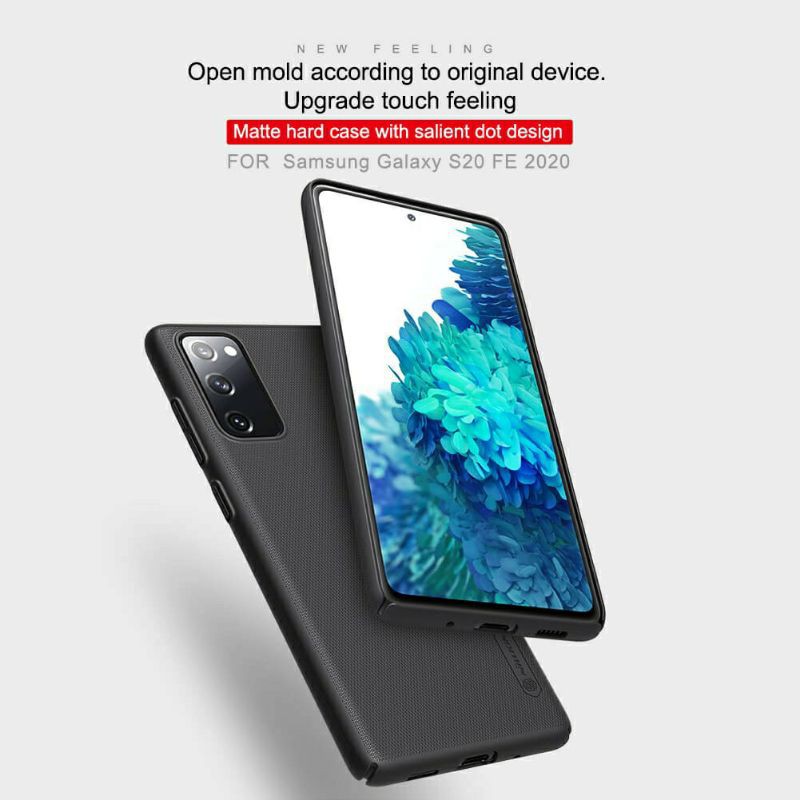 NEW FEELING
Open mold according to original device.
Upgrade touch feeling
Matte hard case with salient dot design
FOR Samsung Galaxy S20 FE 2020